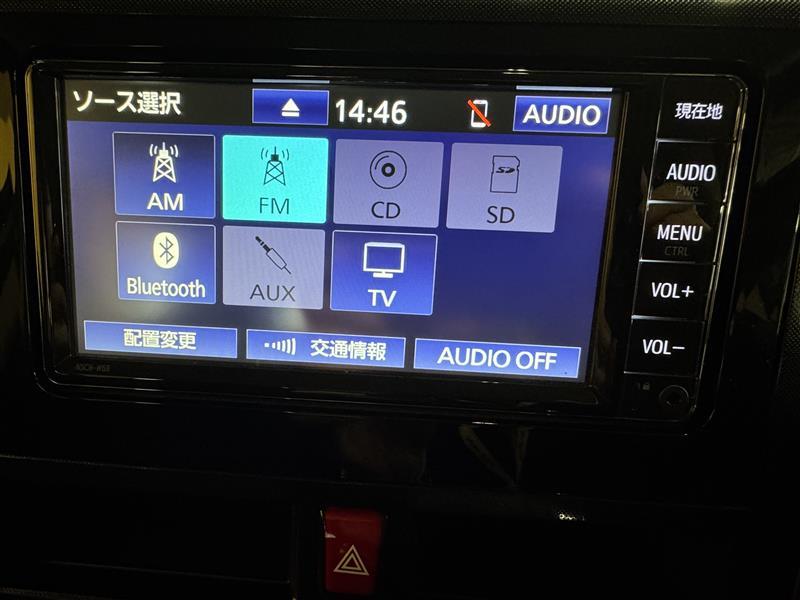 ソース選択
14:46
AUDIO
現在地
AM
FM
CD
SD
AUDIO
PWR
Bluetooth
AUX
TV
MENU
CTRL
VOL+
配置変更
交通情報
AUDIO OFF
VOL-